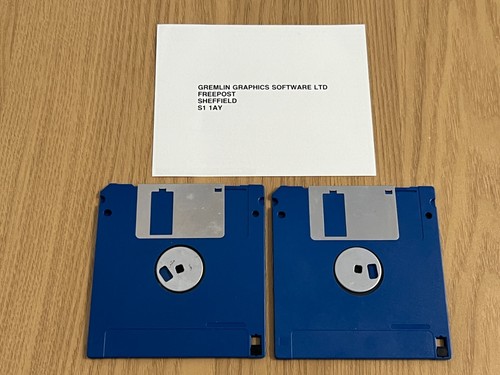 GREMLIN GRAPHICS SOFTWARE LTD
FREEPOST
SHEFFIELD
S1 1AY